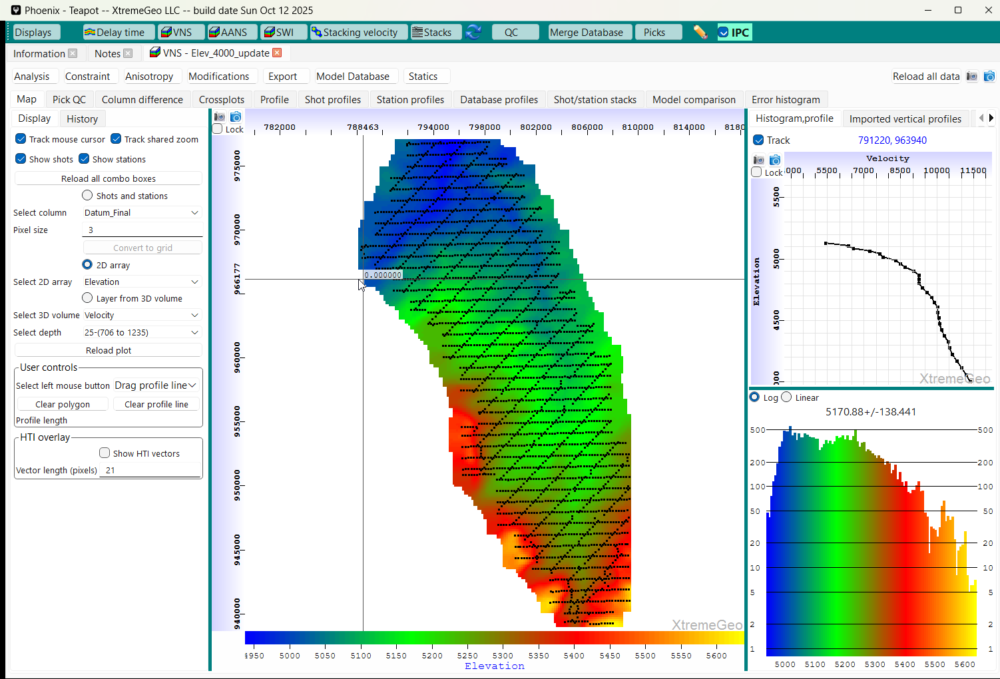 Phoenix - Teapot -- XtremeGeo LLC -- build date Sun Oct 12 2025
Displays Delay time VNS AANS SWI Stacking velocity Stacks QC Merge Database Picks IPC
Information Notes VNS - Elev_4000_update
Analysis Constraint Anisotropy Modifications Export Model Database Statics Reload all data
Map Pick QC Column difference Crossplots Profile Shot profiles Station profiles Database profiles Shot/station stacks Model comparison Error histogram
Display History
Track mouse cursor Track shared zoom
Show shots Show stations
Reload all combo boxes
Shots and stations
Select column Datum_Final
Pixel size 3
Convert to grid
2D array
Select 2D array Elevation
Layer from 3D volume
Select 3D volume Velocity
Select depth 25-(706 to 1235)
Reload plot
User controls
Select left mouse button Drag profile line
Clear polygon Clear profile line
Profile length
HTI overlay
Show HTI vectors
Vector length (pixels) 21
Lock
782000 788463 794000 798000 802000 806000 810000 814000 8180
975000
970000
966177
960000
955000
950000
945000
940000
0.000000
XtremeGeo
4950 5000 5050 5100 5150 5200 5250 5300 5350 5400 5450 5500 5550 5600
Elevation
Histogram,profile Imported vertical profiles
Track 791220, 963940
Velocity
Lock
000 5500 7000 8500 10000 11500
Elevation
5500
5000
4500
00
XtremeGeo
Log Linear
5170.88+/-138.441
500 500
200 200
100 100
50 50
20 20
10 10
5 5
2 2
1 1
5000 5100 5200 5300 5400 5500 5600